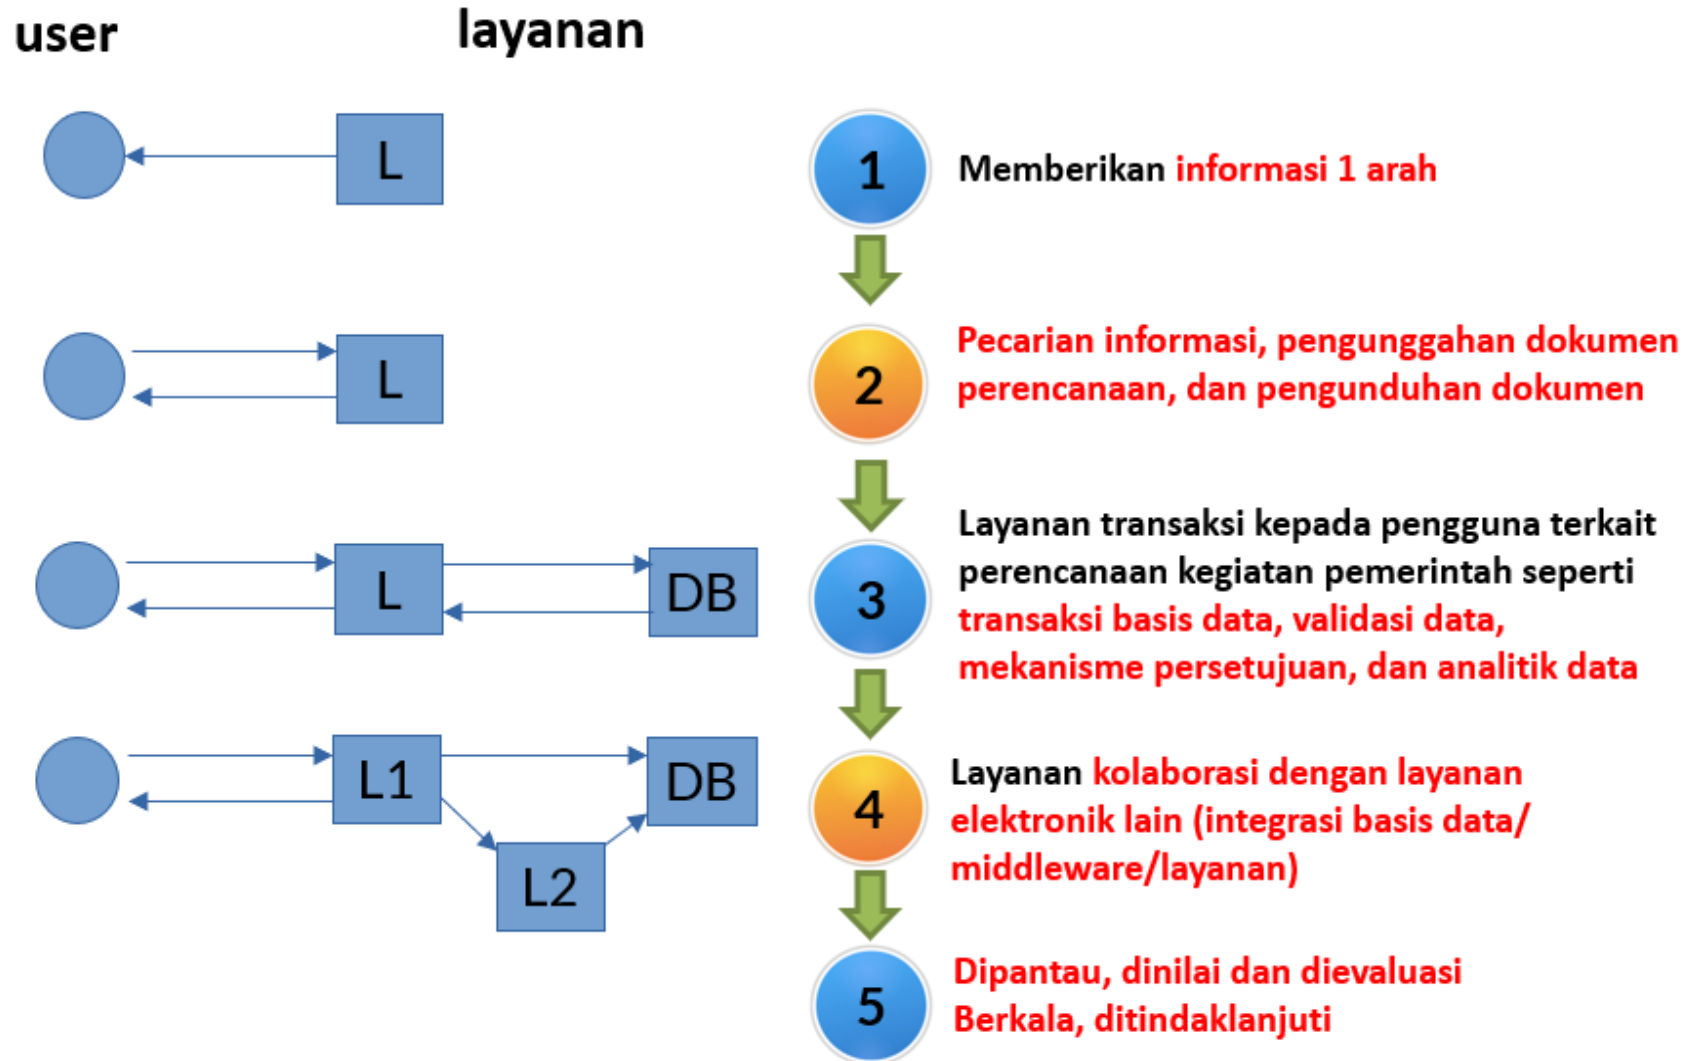 user
layanan
L
1
Memberikan informasi 1 arah
L
2
Pecarian informasi, pengunggahan dokumen
perencanaan, dan pengunduhan dokumen
L
DB
3
Layanan transaksi kepada pengguna terkait
perencanaan kegiatan pemerintah seperti
transaksi basis data, validasi data,
mekanisme persetujuan, dan analitik data
L1
DB
L2
4
Layanan kolaborasi dengan layanan
elektronik lain (integrasi basis data/
middleware/layanan)
5
Dipantau, dinilai dan dievaluasi
Berkala, ditindaklanjuti